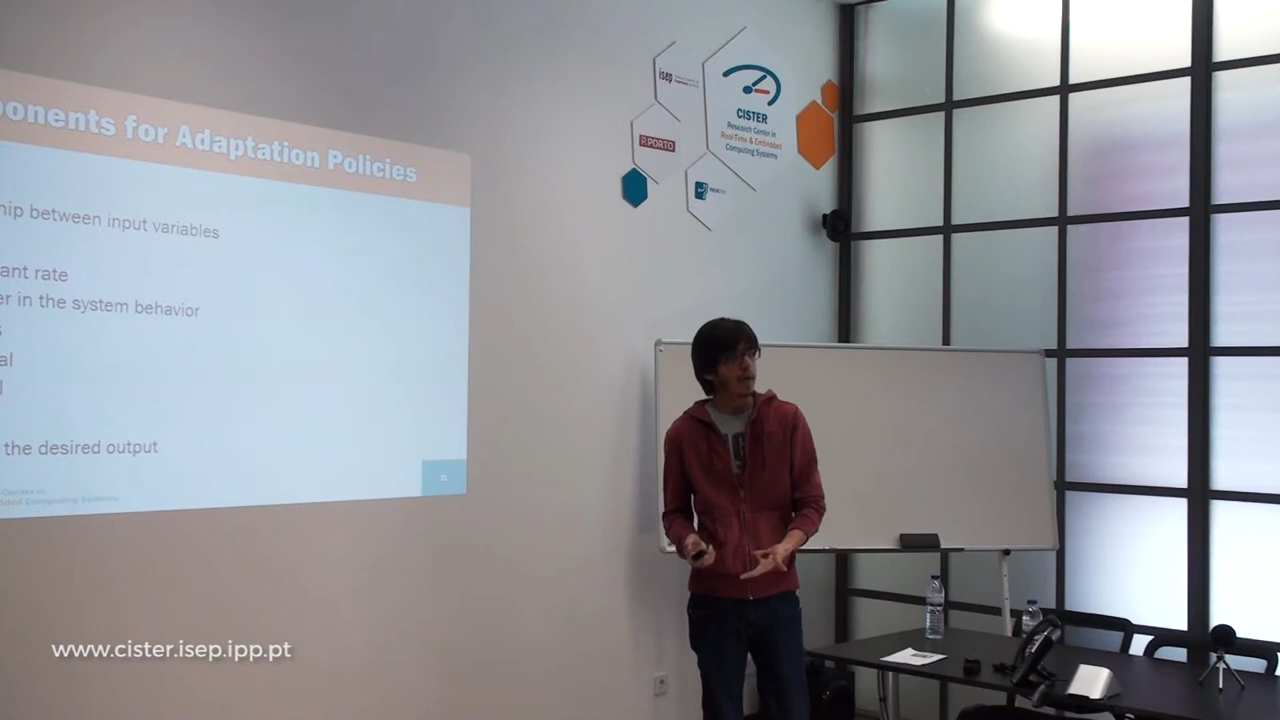 ponents for Adaptation Policies
hip between input variables
ant rate
er in the system behavior
s
al
l
the desired output
21
isep
P.PORTO
CISTER
Research Center in
Real-Time & Embedded
Computing Systems
www.cister.isep.ipp.pt